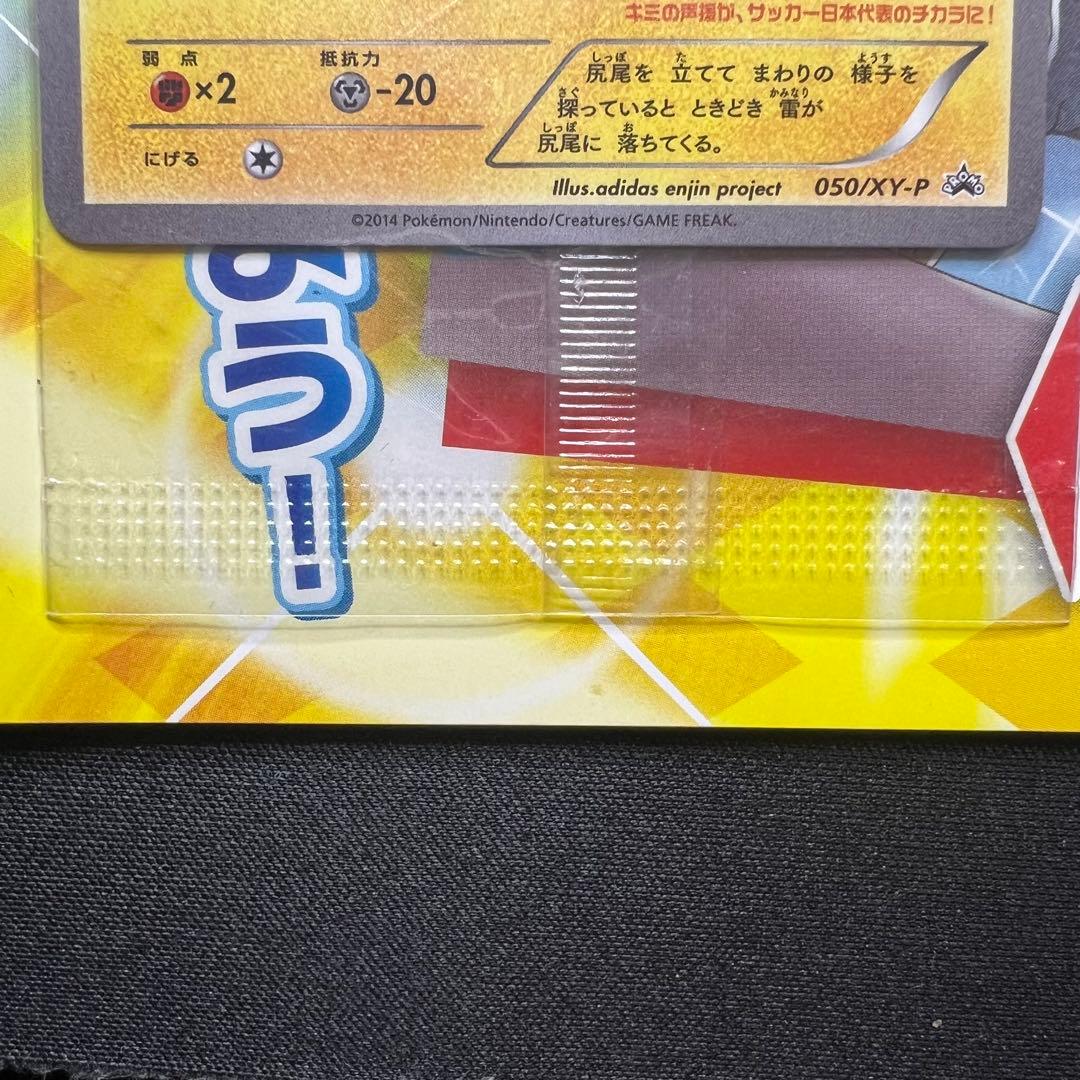 キミの声援が、サッカー日本代表のチカラに！
弱点 抵抗力
×2 -20
にげる
尻尾を 立てて まわりの 様子を
探っていると ときどき 雷が
尻尾に 落ちてくる。
Illus.adidas enjin project 050/XY-P PROMO
©2014 Pokémon/Nintendo/Creatures/GAME FREAK.
う！